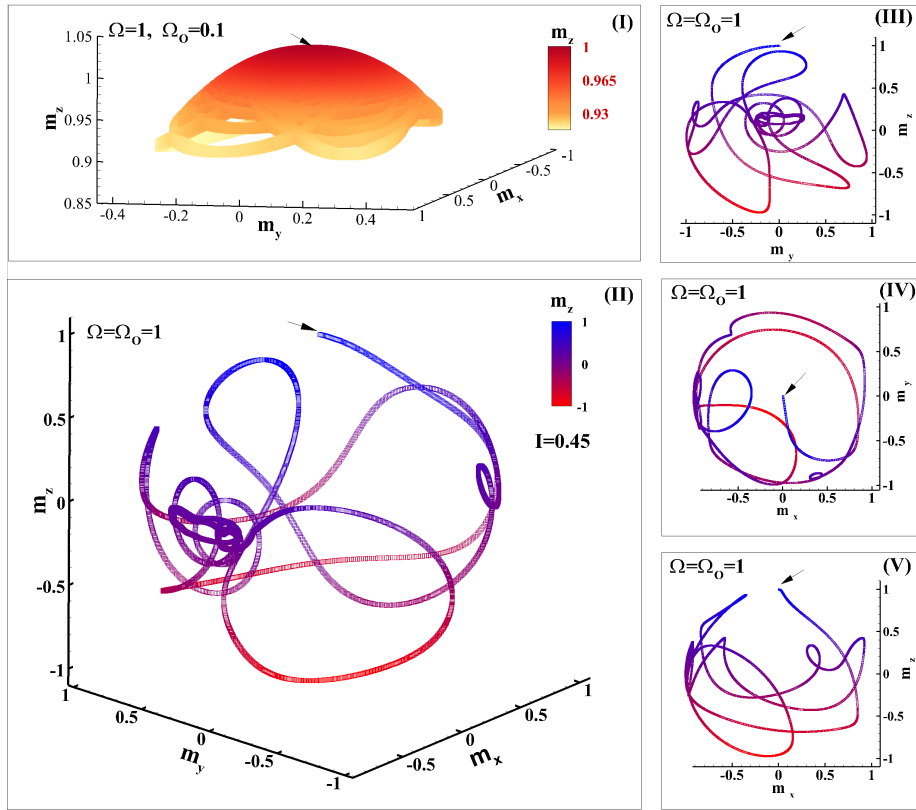 (I)
Ω=1, Ω_O=0.1
m_z
1
0.965
0.93
1.05
1
0.95
0.9
0.85
m_z
-0.4
-0.2
0
0.2
0.4
m_y
1
0.5
0
-0.5
-1
m_x
(II)
Ω=Ω_O=1
m_z
1
0
-1
I=0.45
1
0.5
0
-0.5
-1
m_z
1
0.5
0
-0.5
-1
m_y
-0.5
0
0.5
1
m_x
(III)
Ω=Ω_O=1
1
0.5
0
-0.5
-1
m_z
-1
-0.5
0
0.5
1
m_y
(IV)
Ω=Ω_O=1
1
0.5
0
-0.5
-1
m_y
-0.5
0
0.5
1
m_x
(V)
Ω=Ω_O=1
1
0.5
0
-0.5
-1
m_z
-0.5
0
0.5
1
m_x